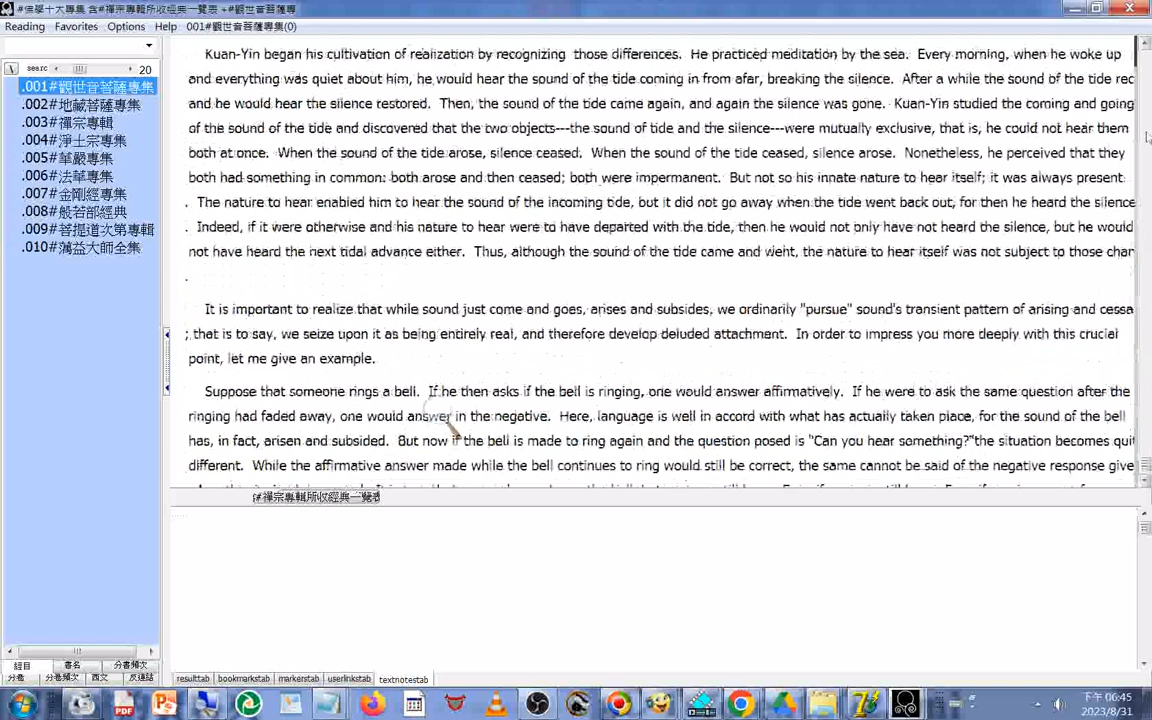 #佛學十大專集 含#禪宗專輯所收經典一覽表 +#觀世音菩薩專
Reading Favorites Options Help 001#觀世音菩薩專集(0)
searc 20
.001#觀世音菩薩專集
.002#地藏菩薩專集
.003#禪宗專輯
.004#淨土宗專集
.005#華嚴專集
.006#法華專集
.007#金剛經專集
.008#般若部經典
.009#菩提道次第專輯
.010#澫益大師全集
Kuan-Yin began his cultivation of realization by recognizing those differences. He practiced meditation by the sea. Every morning, when he woke up
and everything was quiet about him, he would hear the sound of the tide coming in from afar, breaking the silence. After a while the sound of the tide rec
and he would hear the silence restored. Then, the sound of the tide came again, and again the silence was gone. Kuan-Yin studied the coming and going
of the sound of the tide and discovered that the two objects---the sound of tide and the silence---were mutually exclusive, that is, he could not hear them
both at once. When the sound of the tide arose, silence ceased. When the sound of the tide ceased, silence arose. Nonetheless, he perceived that they
both had something in common: both arose and then ceased; both were impermanent. But not so his innate nature to hear itself; it was always present
. The nature to hear enabled him to hear the sound of the incoming tide, but it did not go away when the tide went back out, for then he heard the silence
. Indeed, if it were otherwise and his nature to hear were to have departed with the tide, then he would not only have not heard the silence, but he would
not have heard the next tidal advance either. Thus, although the sound of the tide came and went, the nature to hear itself was not subject to those chan
.
It is important to realize that while sound just come and goes, arises and subsides, we ordinarily "pursue" sound's transient pattern of arising and cessa
; that is to say, we seize upon it as being entirely real, and therefore develop deluded attachment. In order to impress you more deeply with this crucial
point, let me give an example.
Suppose that someone rings a bell. If he then asks if the bell is ringing, one would answer affirmatively. If he were to ask the same question after the
ringing had faded away, one would answer in the negative. Here, language is well in accord with what has actually taken place, for the sound of the bell
has, in fact, arisen and subsided. But now if the bell is made to ring again and the question posed is "Can you hear something?"the situation becomes quit
different. While the affirmative answer made while the bell continues to ring would still be correct, the same cannot be said of the negative response give
#禪宗專輯所收經典一覽表
經目 書名 分書頻次
分卷 分卷頻次 西文 反連結
resulttab bookmarkstab markerstab userlinkstab textnotestab
下午 06:45
2023/8/31